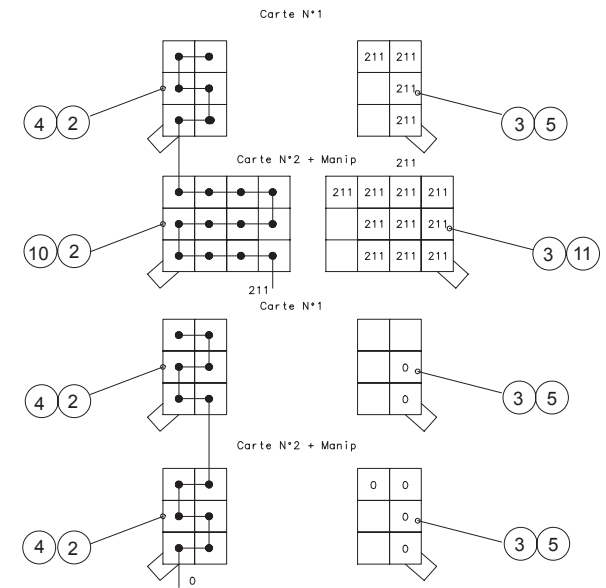 Carte N°1
211 211
4 2 211 3 5
211
Carte N°2 + Manip 211
211 211 211 211
10 2 211 211 211 3 11
211 211 211
211
Carte N°1
4 2 0 3 5
0
Carte N°2 + Manip
0 0
4 2 0 3 5
0
0